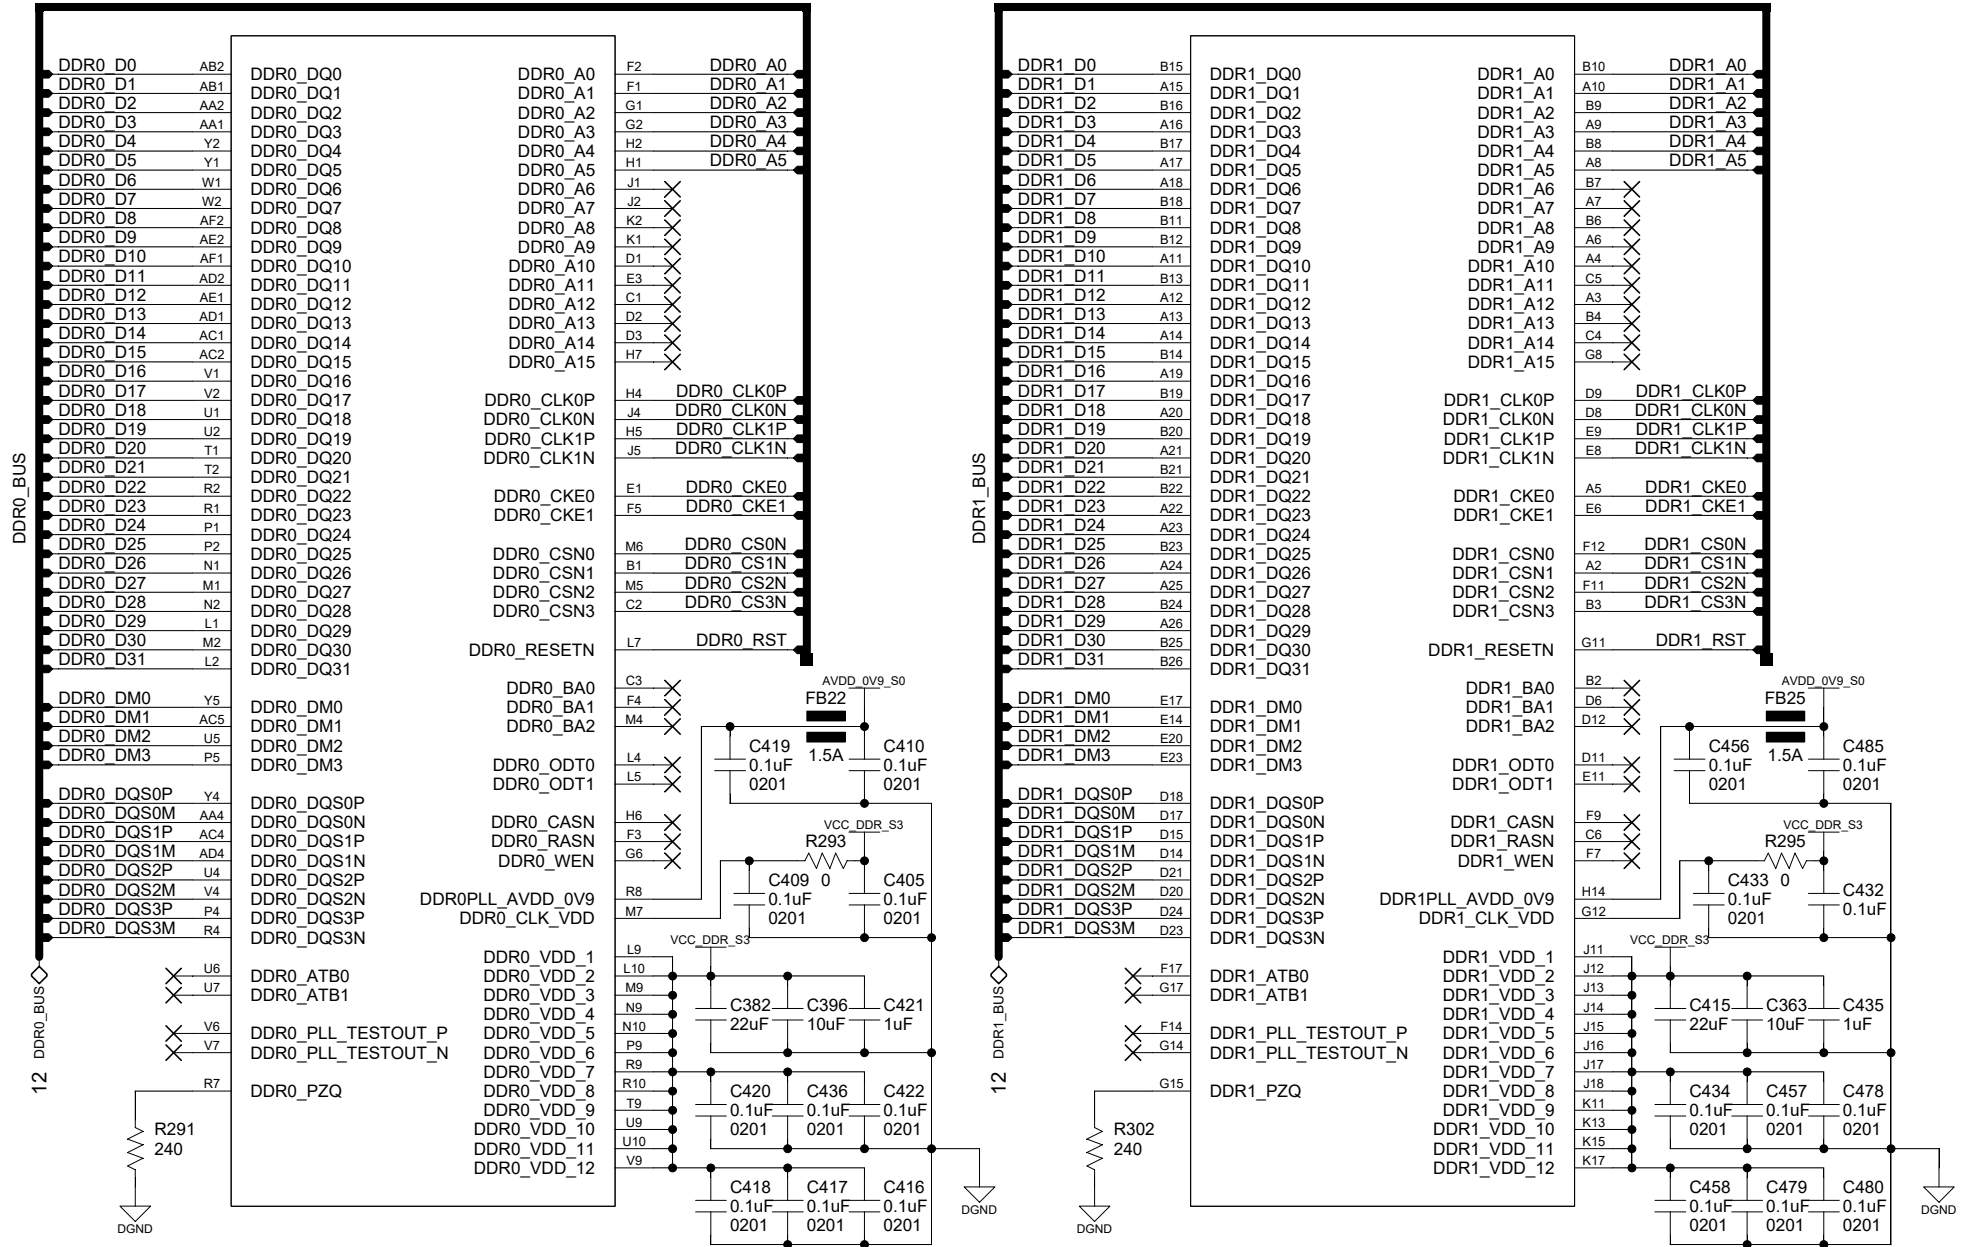 DDR0_BUS
DDR0_D0 AB2 DDR0_DQ0
DDR0_D1 AB1 DDR0_DQ1
DDR0_D2 AA2 DDR0_DQ2
DDR0_D3 AA1 DDR0_DQ3
DDR0_D4 Y2 DDR0_DQ4
DDR0_D5 Y1 DDR0_DQ5
DDR0_D6 W1 DDR0_DQ6
DDR0_D7 W2 DDR0_DQ7
DDR0_D8 AF2 DDR0_DQ8
DDR0_D9 AE2 DDR0_DQ9
DDR0_D10 AF1 DDR0_DQ10
DDR0_D11 AD2 DDR0_DQ11
DDR0_D12 AE1 DDR0_DQ12
DDR0_D13 AD1 DDR0_DQ13
DDR0_D14 AC1 DDR0_DQ14
DDR0_D15 AC2 DDR0_DQ15
DDR0_D16 V1 DDR0_DQ16
DDR0_D17 V2 DDR0_DQ17
DDR0_D18 U1 DDR0_DQ18
DDR0_D19 U2 DDR0_DQ19
DDR0_D20 T1 DDR0_DQ20
DDR0_D21 T2 DDR0_DQ21
DDR0_D22 R2 DDR0_DQ22
DDR0_D23 R1 DDR0_DQ23
DDR0_D24 P1 DDR0_DQ24
DDR0_D25 P2 DDR0_DQ25
DDR0_D26 N1 DDR0_DQ26
DDR0_D27 M1 DDR0_DQ27
DDR0_D28 N2 DDR0_DQ28
DDR0_D29 L1 DDR0_DQ29
DDR0_D30 M2 DDR0_DQ30
DDR0_D31 L2 DDR0_DQ31
DDR0_DM0 Y5 DDR0_DM0
DDR0_DM1 AC5 DDR0_DM1
DDR0_DM2 U5 DDR0_DM2
DDR0_DM3 P5 DDR0_DM3
DDR0_DQS0P Y4 DDR0_DQS0P
DDR0_DQS0M AA4 DDR0_DQS0N
DDR0_DQS1P AC4 DDR0_DQS1P
DDR0_DQS1M AD4 DDR0_DQS1N
DDR0_DQS2P U4 DDR0_DQS2P
DDR0_DQS2M V4 DDR0_DQS2N
DDR0_DQS3P P4 DDR0_DQS3P
DDR0_DQS3M R4 DDR0_DQS3N
U6 DDR0_ATB0
U7 DDR0_ATB1
V6 DDR0_PLL_TESTOUT_P
V7 DDR0_PLL_TESTOUT_N
R7 DDR0_PZQ
12 DDR0_BUS
R291
240
DGND
DDR0_A0 F2 DDR0_A0
DDR0_A1 F1 DDR0_A1
DDR0_A2 G1 DDR0_A2
DDR0_A3 G2 DDR0_A3
DDR0_A4 H2 DDR0_A4
DDR0_A5 H1 DDR0_A5
DDR0_A6 J1
DDR0_A7 J2
DDR0_A8 K2
DDR0_A9 K1
DDR0_A10 D1
DDR0_A11 E3
DDR0_A12 C1
DDR0_A13 D2
DDR0_A14 D3
DDR0_A15 H7
DDR0_CLK0P H4 DDR0_CLK0P
DDR0_CLK0N J4 DDR0_CLK0N
DDR0_CLK1P H5 DDR0_CLK1P
DDR0_CLK1N J5 DDR0_CLK1N
DDR0_CKE0 E1 DDR0_CKE0
DDR0_CKE1 F5 DDR0_CKE1
DDR0_CSN0 M6 DDR0_CS0N
DDR0_CSN1 B1 DDR0_CS1N
DDR0_CSN2 M5 DDR0_CS2N
DDR0_CSN3 C2 DDR0_CS3N
DDR0_RESETN L7 DDR0_RST
DDR0_BA0 C3
DDR0_BA1 F4
DDR0_BA2 M4
DDR0_ODT0 L4
DDR0_ODT1 L5
DDR0_CASN H6
DDR0_RASN F3
DDR0_WEN G6
DDR0PLL_AVDD_0V9 R8
DDR0_CLK_VDD M7
DDR0_VDD_1 L9
DDR0_VDD_2 L10
DDR0_VDD_3 M9
DDR0_VDD_4 N9
DDR0_VDD_5 N10
DDR0_VDD_6 P9
DDR0_VDD_7 R9
DDR0_VDD_8 R10
DDR0_VDD_9 T9
DDR0_VDD_10 U9
DDR0_VDD_11 U10
DDR0_VDD_12 V9
AVDD_0V9_S0
FB22
1.5A
C419 C410
0.1uF 0.1uF
0201 0201
VCC_DDR_S3
R293
0
C409 C405
0.1uF 0.1uF
0201 0201
VCC_DDR_S3
C382 C396 C421
22uF 10uF 1uF
C420 C436 C422
0.1uF 0.1uF 0.1uF
0201 0201 0201
C418 C417 C416
0.1uF 0.1uF 0.1uF
0201 0201 0201
DGND
DDR1_BUS
DDR1_D0 B15 DDR1_DQ0
DDR1_D1 A15 DDR1_DQ1
DDR1_D2 B16 DDR1_DQ2
DDR1_D3 A16 DDR1_DQ3
DDR1_D4 B17 DDR1_DQ4
DDR1_D5 A17 DDR1_DQ5
DDR1_D6 A18 DDR1_DQ6
DDR1_D7 B18 DDR1_DQ7
DDR1_D8 B11 DDR1_DQ8
DDR1_D9 B12 DDR1_DQ9
DDR1_D10 A11 DDR1_DQ10
DDR1_D11 B13 DDR1_DQ11
DDR1_D12 A12 DDR1_DQ12
DDR1_D13 A13 DDR1_DQ13
DDR1_D14 A14 DDR1_DQ14
DDR1_D15 B14 DDR1_DQ15
DDR1_D16 A19 DDR1_DQ16
DDR1_D17 B19 DDR1_DQ17
DDR1_D18 A20 DDR1_DQ18
DDR1_D19 B20 DDR1_DQ19
DDR1_D20 A21 DDR1_DQ20
DDR1_D21 B21 DDR1_DQ21
DDR1_D22 B22 DDR1_DQ22
DDR1_D23 A22 DDR1_DQ23
DDR1_D24 A23 DDR1_DQ24
DDR1_D25 B23 DDR1_DQ25
DDR1_D26 A24 DDR1_DQ26
DDR1_D27 A25 DDR1_DQ27
DDR1_D28 B24 DDR1_DQ28
DDR1_D29 A26 DDR1_DQ29
DDR1_D30 B25 DDR1_DQ30
DDR1_D31 B26 DDR1_DQ31
DDR1_DM0 E17 DDR1_DM0
DDR1_DM1 E14 DDR1_DM1
DDR1_DM2 E20 DDR1_DM2
DDR1_DM3 E23 DDR1_DM3
DDR1_DQS0P D18 DDR1_DQS0P
DDR1_DQS0M D17 DDR1_DQS0N
DDR1_DQS1P D15 DDR1_DQS1P
DDR1_DQS1M D14 DDR1_DQS1N
DDR1_DQS2P D21 DDR1_DQS2P
DDR1_DQS2M D20 DDR1_DQS2N
DDR1_DQS3P D24 DDR1_DQS3P
DDR1_DQS3M D23 DDR1_DQS3N
F17 DDR1_ATB0
G17 DDR1_ATB1
F14 DDR1_PLL_TESTOUT_P
G14 DDR1_PLL_TESTOUT_N
G15 DDR1_PZQ
12 DDR1_BUS
R302
240
DGND
DDR1_A0 B10 DDR1_A0
DDR1_A1 A10 DDR1_A1
DDR1_A2 B9 DDR1_A2
DDR1_A3 A9 DDR1_A3
DDR1_A4 B8 DDR1_A4
DDR1_A5 A8 DDR1_A5
DDR1_A6 B7
DDR1_A7 A7
DDR1_A8 B6
DDR1_A9 A6
DDR1_A10 A4
DDR1_A11 C5
DDR1_A12 A3
DDR1_A13 B4
DDR1_A14 C4
DDR1_A15 G8
DDR1_CLK0P D9 DDR1_CLK0P
DDR1_CLK0N D8 DDR1_CLK0N
DDR1_CLK1P E9 DDR1_CLK1P
DDR1_CLK1N E8 DDR1_CLK1N
DDR1_CKE0 A5 DDR1_CKE0
DDR1_CKE1 E6 DDR1_CKE1
DDR1_CSN0 F12 DDR1_CS0N
DDR1_CSN1 A2 DDR1_CS1N
DDR1_CSN2 F11 DDR1_CS2N
DDR1_CSN3 B3 DDR1_CS3N
DDR1_RESETN G11 DDR1_RST
DDR1_BA0 B2
DDR1_BA1 D6
DDR1_BA2 D12
DDR1_ODT0 D11
DDR1_ODT1 E11
DDR1_CASN F9
DDR1_RASN C6
DDR1_WEN F7
DDR1PLL_AVDD_0V9 H14
DDR1_CLK_VDD G12
DDR1_VDD_1 J11
DDR1_VDD_2 J12
DDR1_VDD_3 J13
DDR1_VDD_4 J14
DDR1_VDD_5 J15
DDR1_VDD_6 J16
DDR1_VDD_7 J17
DDR1_VDD_8 J18
DDR1_VDD_9 K11
DDR1_VDD_10 K13
DDR1_VDD_11 K15
DDR1_VDD_12 K17
AVDD_0V9_S0
FB25
1.5A
C456 C485
0.1uF 0.1uF
0201 0201
VCC_DDR_S3
R295
0
C433 C432
0.1uF 0.1uF
0201
VCC_DDR_S3
C415 C363 C435
22uF 10uF 1uF
C434 C457 C478
0.1uF 0.1uF 0.1uF
0201 0201 0201
C458 C479 C480
0.1uF 0.1uF 0.1uF
0201 0201 0201
DGND